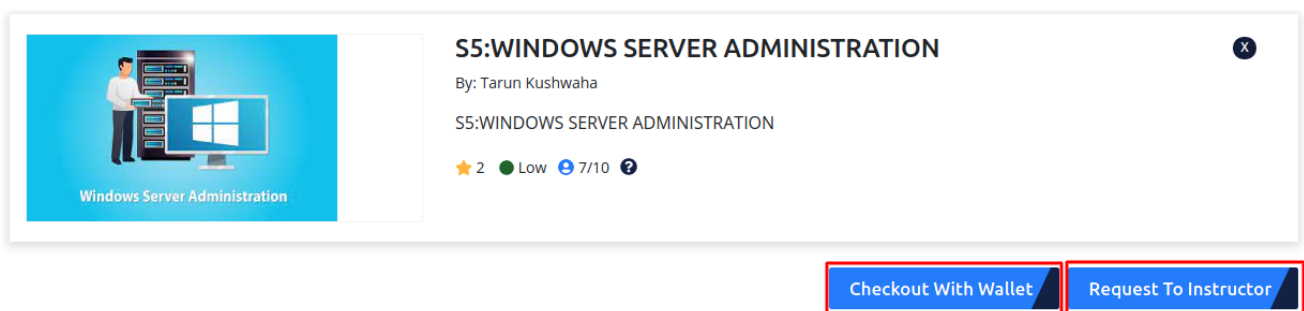 S5:WINDOWS SERVER ADMINISTRATION
X
By: Tarun Kushwaha
S5:WINDOWS SERVER ADMINISTRATION
2 Low 7/10 ?
Windows Server Administration
Checkout With Wallet
Request To Instructor